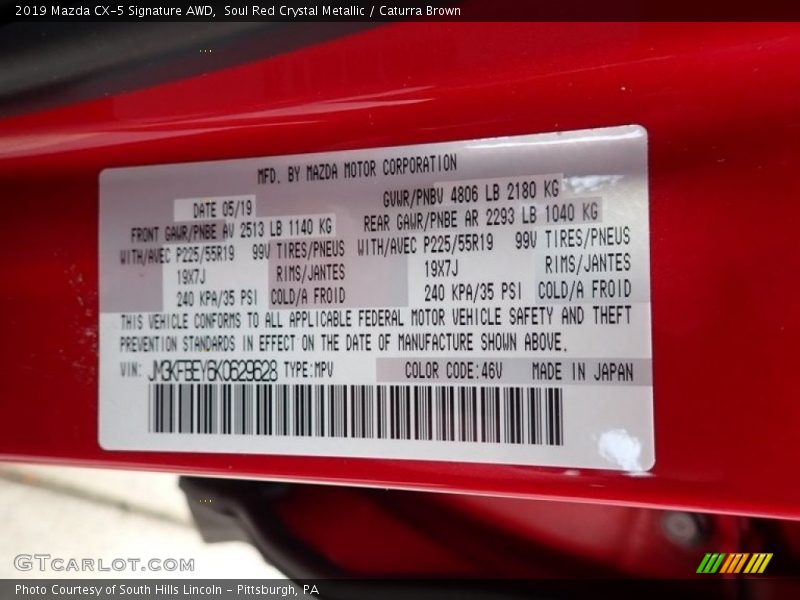 2019 Mazda CX-5 Signature AWD,  Soul Red Crystal Metallic / Caturra Brown
MFD. BY MAZDA MOTOR CORPORATION
DATE 05/19 GVWR/PNBV 4806 LB 2180 KG
FRONT GAWR/PNBE AV 2513 LB 1140 KG REAR GAWR/PNBE AR 2293 LB 1040 KG
WITH/AVEC P225/55R19 99V TIRES/PNEUS WITH/AVEC P225/55R19 99V TIRES/PNEUS
19X7J RIMS/JANTES 19X7J RIMS/JANTES
240 KPA/35 PSI COLD/A FROID 240 KPA/35 PSI COLD/A FROID
THIS VEHICLE CONFORMS TO ALL APPLICABLE FEDERAL MOTOR VEHICLE SAFETY AND THEFT
PREVENTION STANDARDS IN EFFECT ON THE DATE OF MANUFACTURE SHOWN ABOVE.
VIN: JM3KFBEY6K0629628 TYPE:MPV COLOR CODE:46V MADE IN JAPAN
GTCARLOT.COM
Photo Courtesy of South Hills Lincoln - Pittsburgh, PA